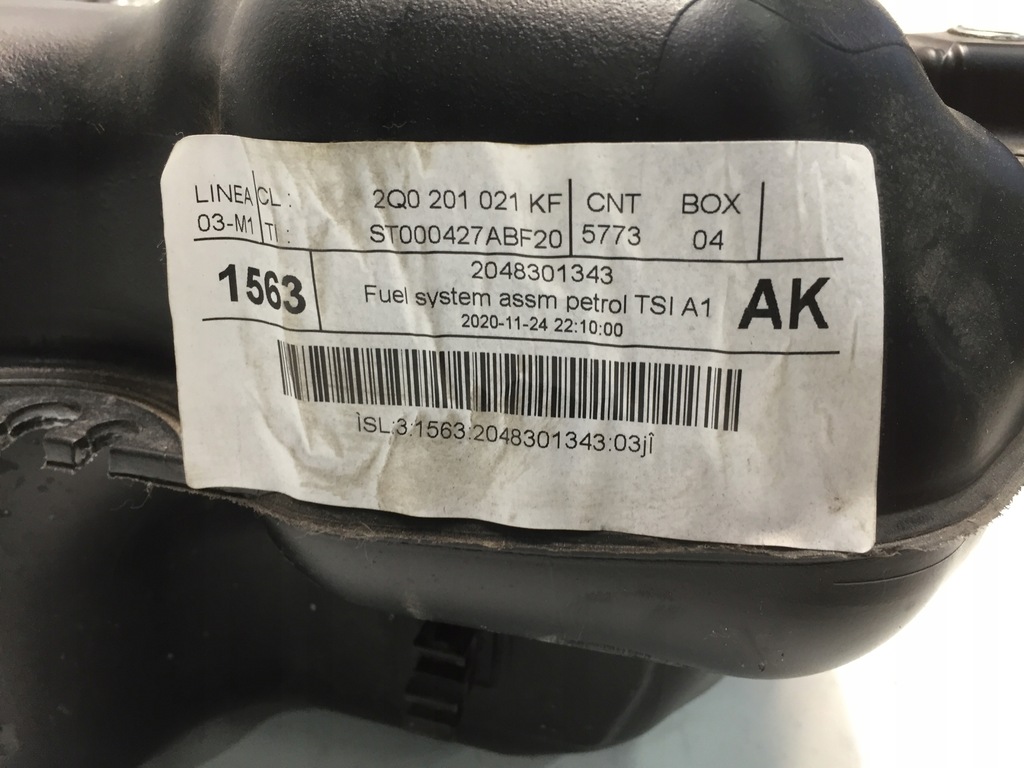 LINEA CL : 2Q0 201 021 KF CNT BOX
03-M1 TI : ST000427ABF20 5773 04
2048301343
1563 Fuel system assm petrol TSI A1 AK
2020-11-24 22:10:00
ÌSL:3:1563:2048301343:03jÎ